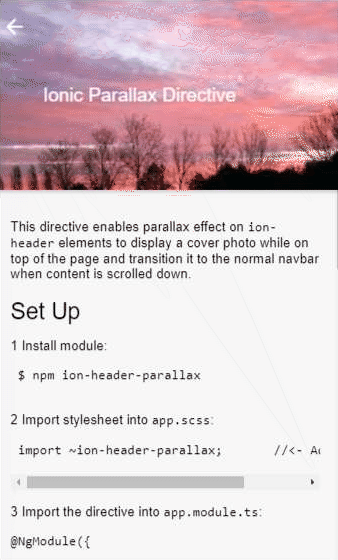 Ionic Parallax Directive
This directive enables parallax effect on ion-
header elements to display a cover photo while on
top of the page and transition it to the normal navbar
when content is scrolled down.
Set Up
1 Install module:
$ npm ion-header-parallax
2 Import stylesheet into app.scss:
import ~ion-header-parallax; //<-
3 Import the directive into app.module.ts:
@NgModule({